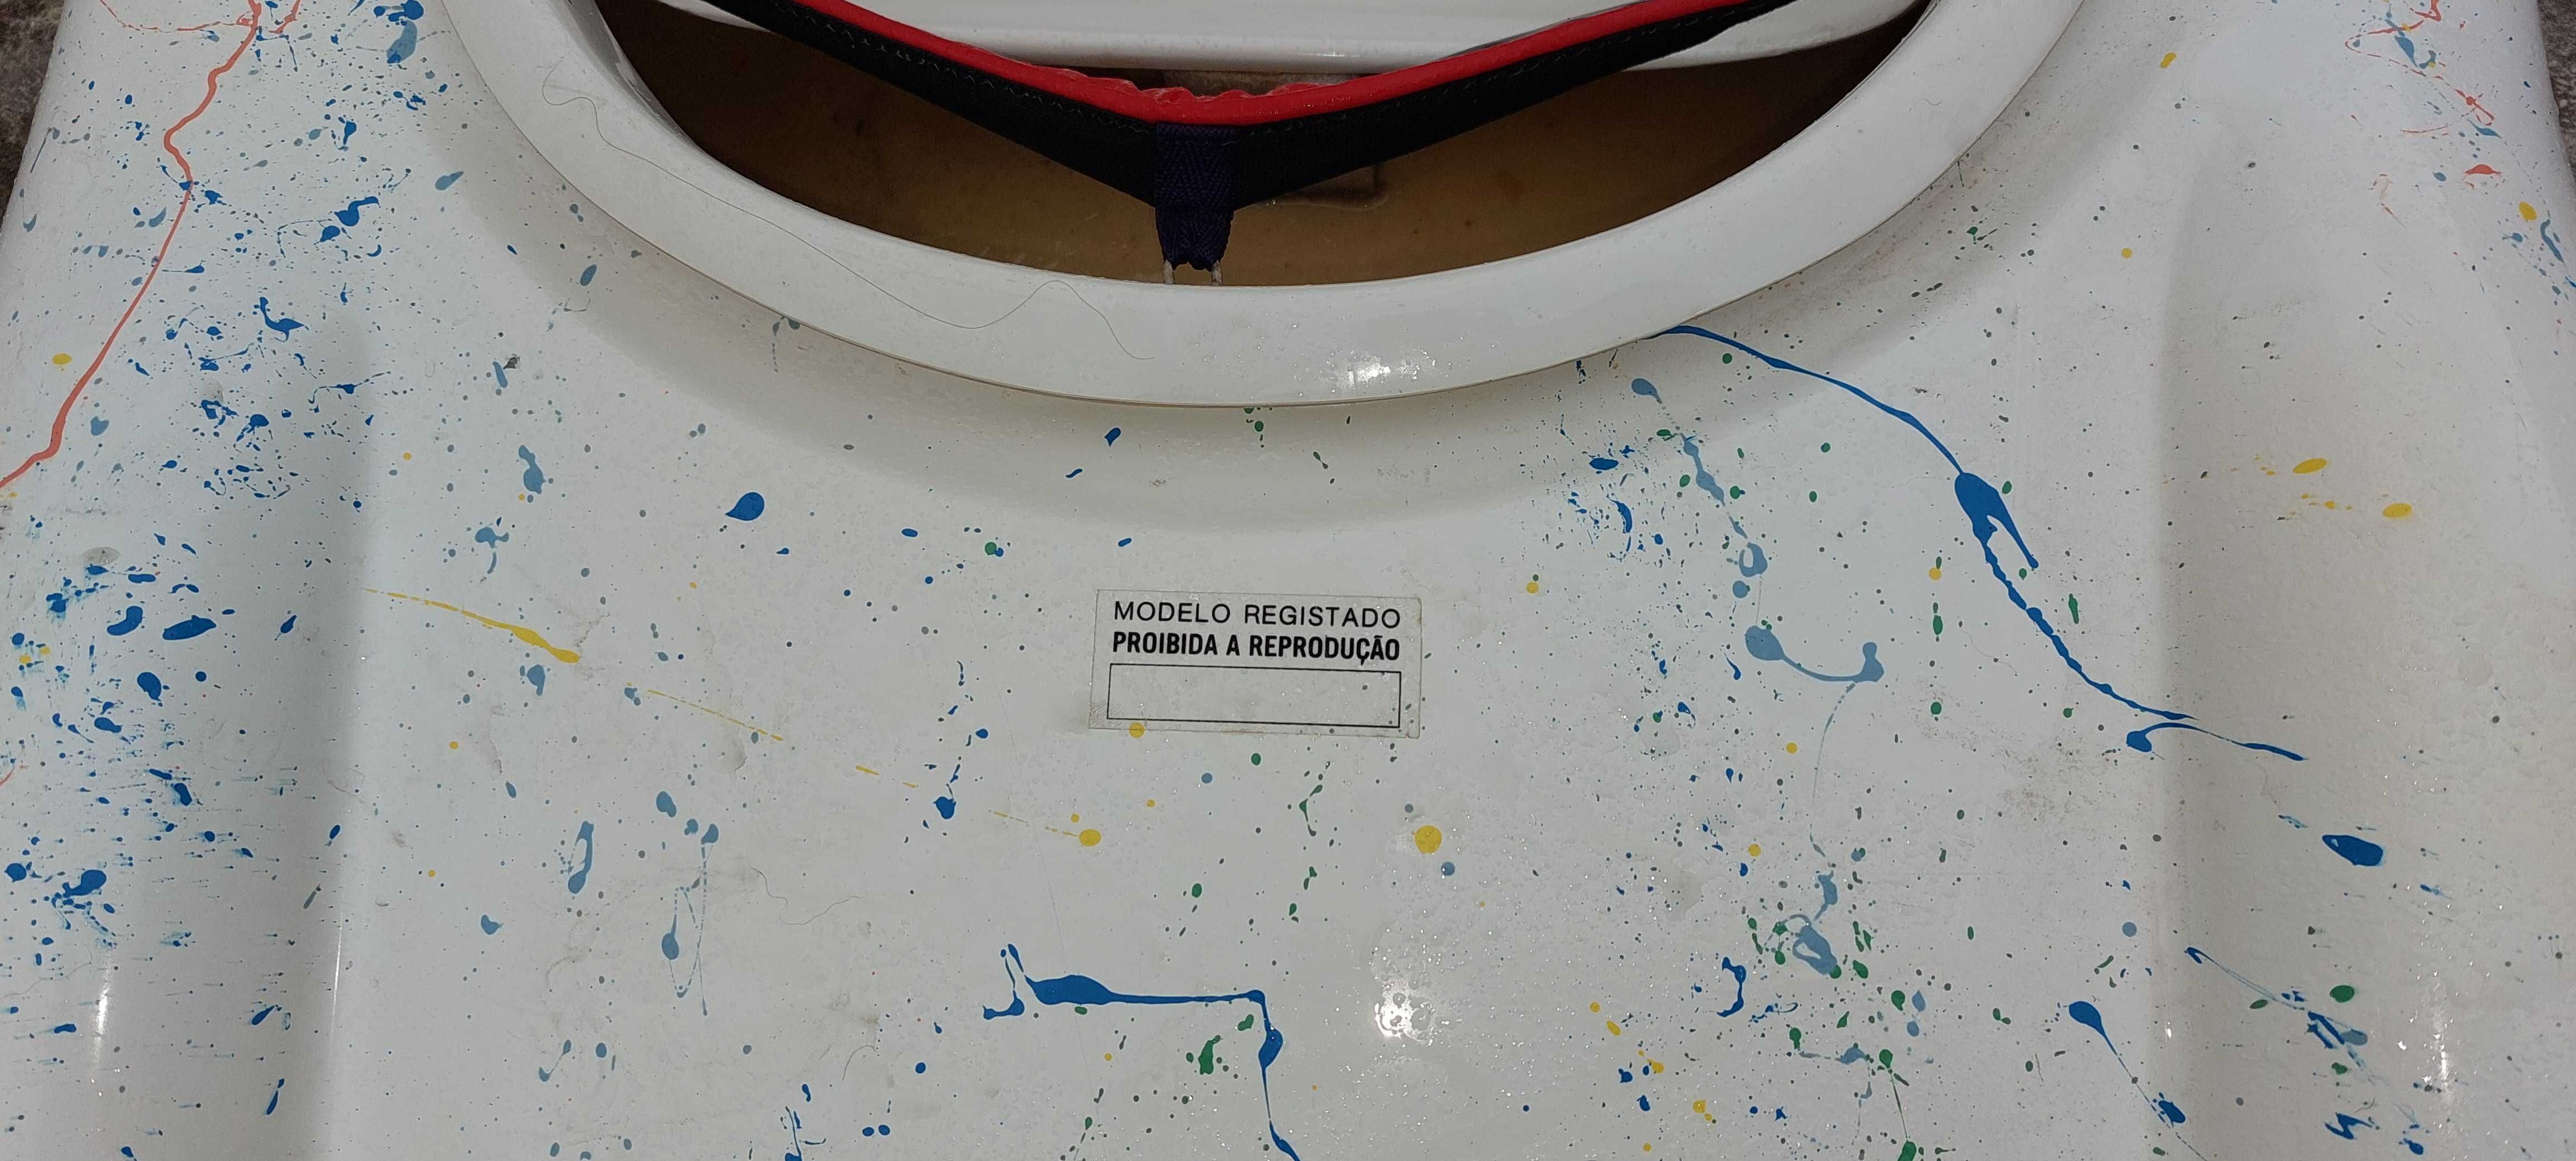 MODELO REGISTADO
PROIBIDA A REPRODUÇÃO